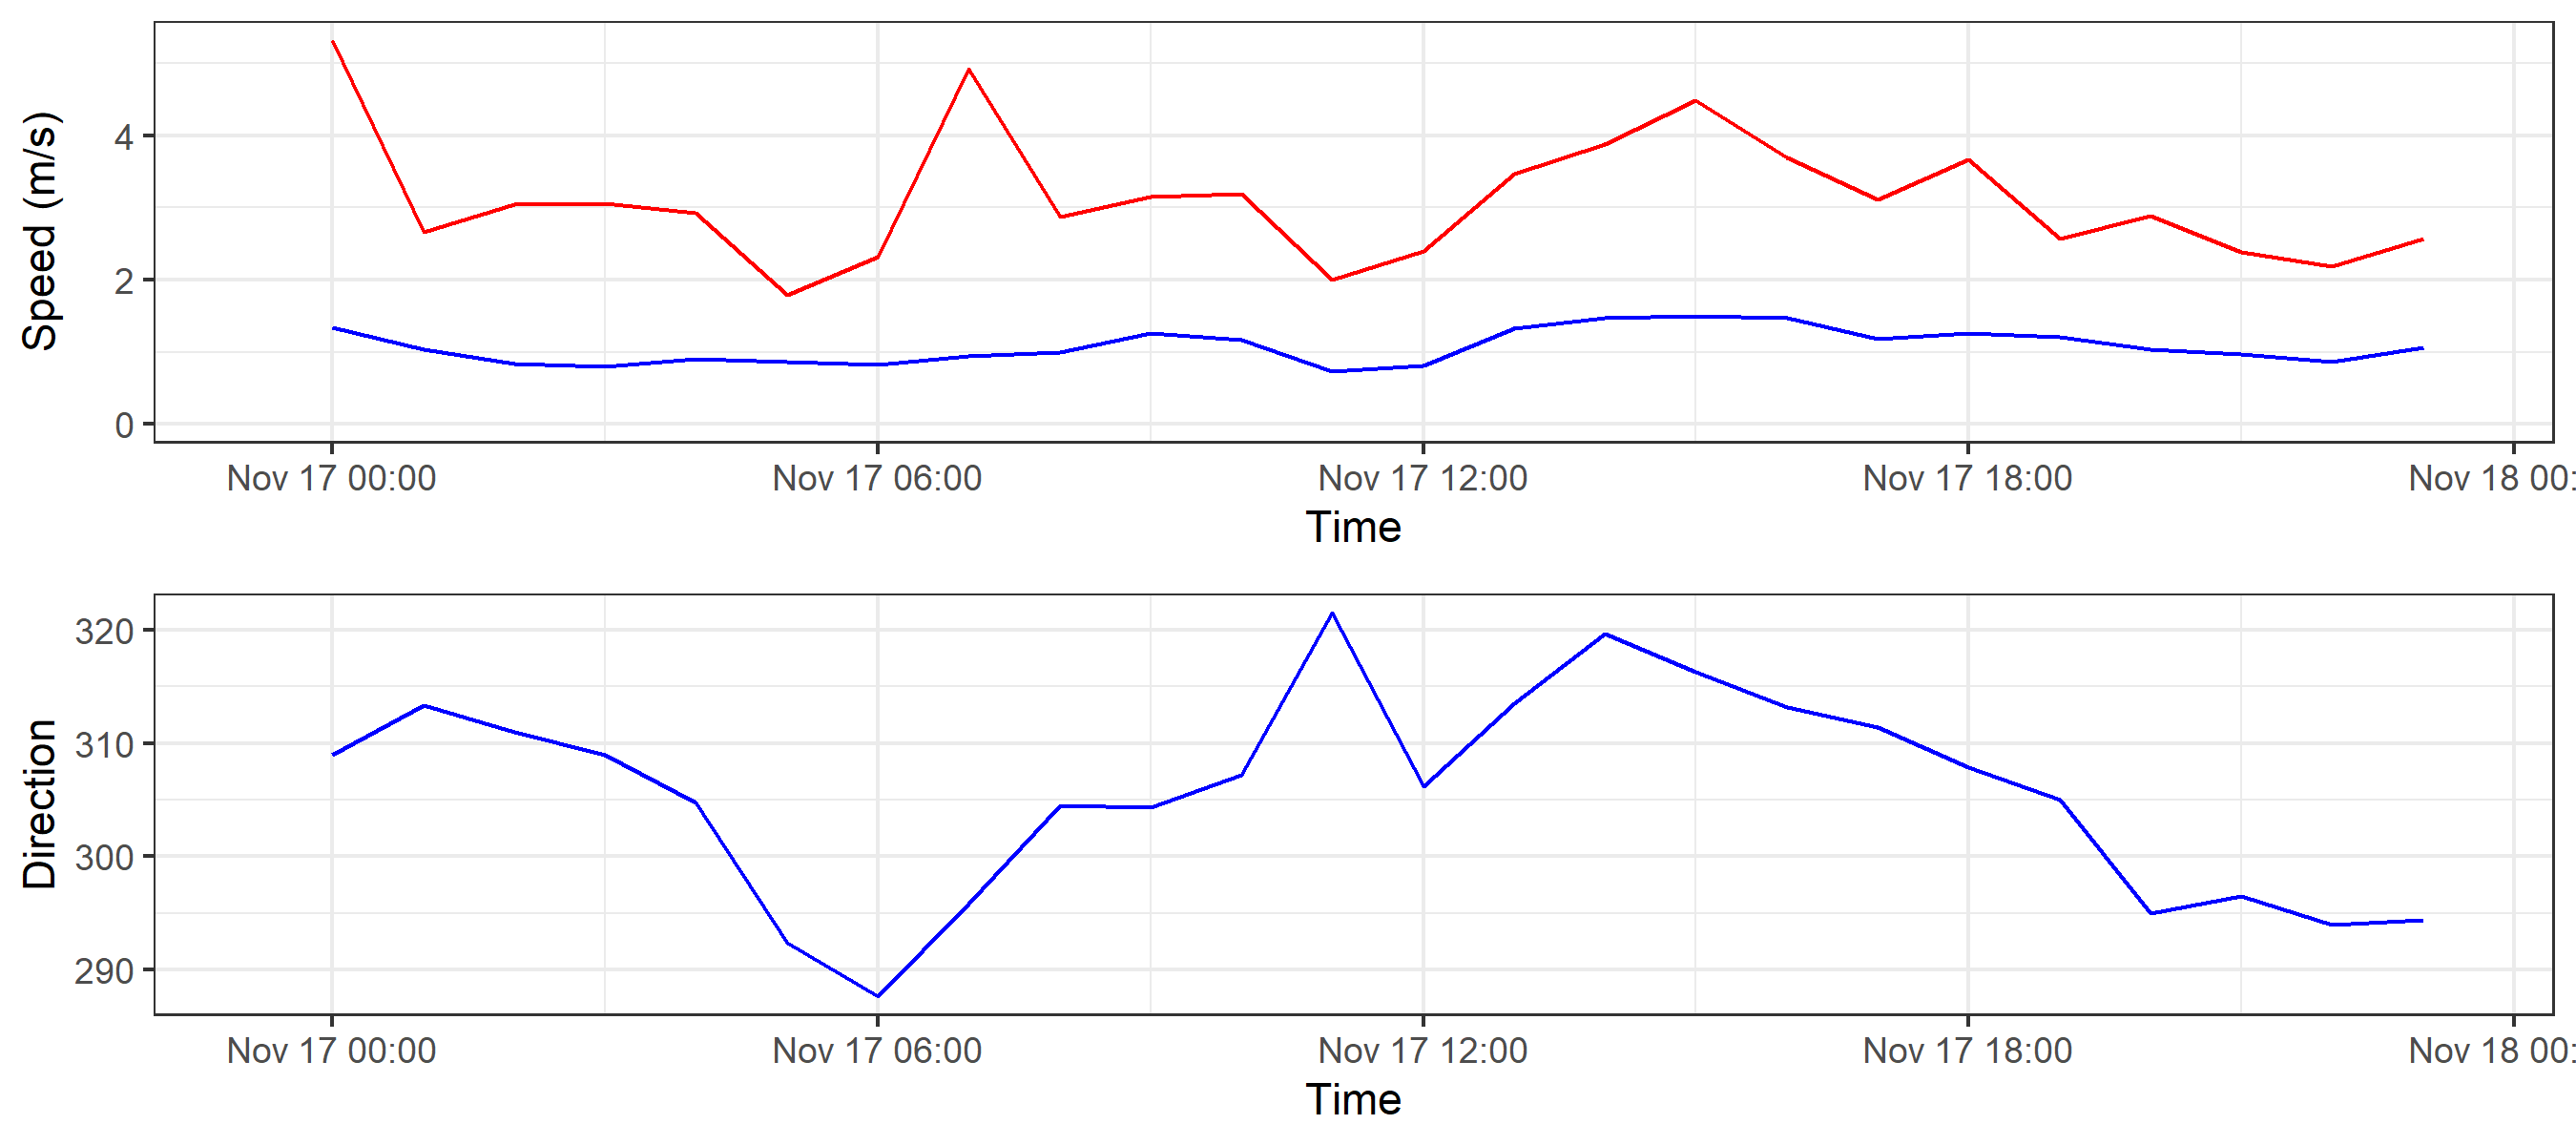 Speed (m/s)
4
2
0
Nov 17 00:00
Nov 17 06:00
Nov 17 12:00
Nov 17 18:00
Nov 18 00:
Time
Direction
320
310
300
290
Nov 17 00:00
Nov 17 06:00
Nov 17 12:00
Nov 17 18:00
Nov 18 00:
Time